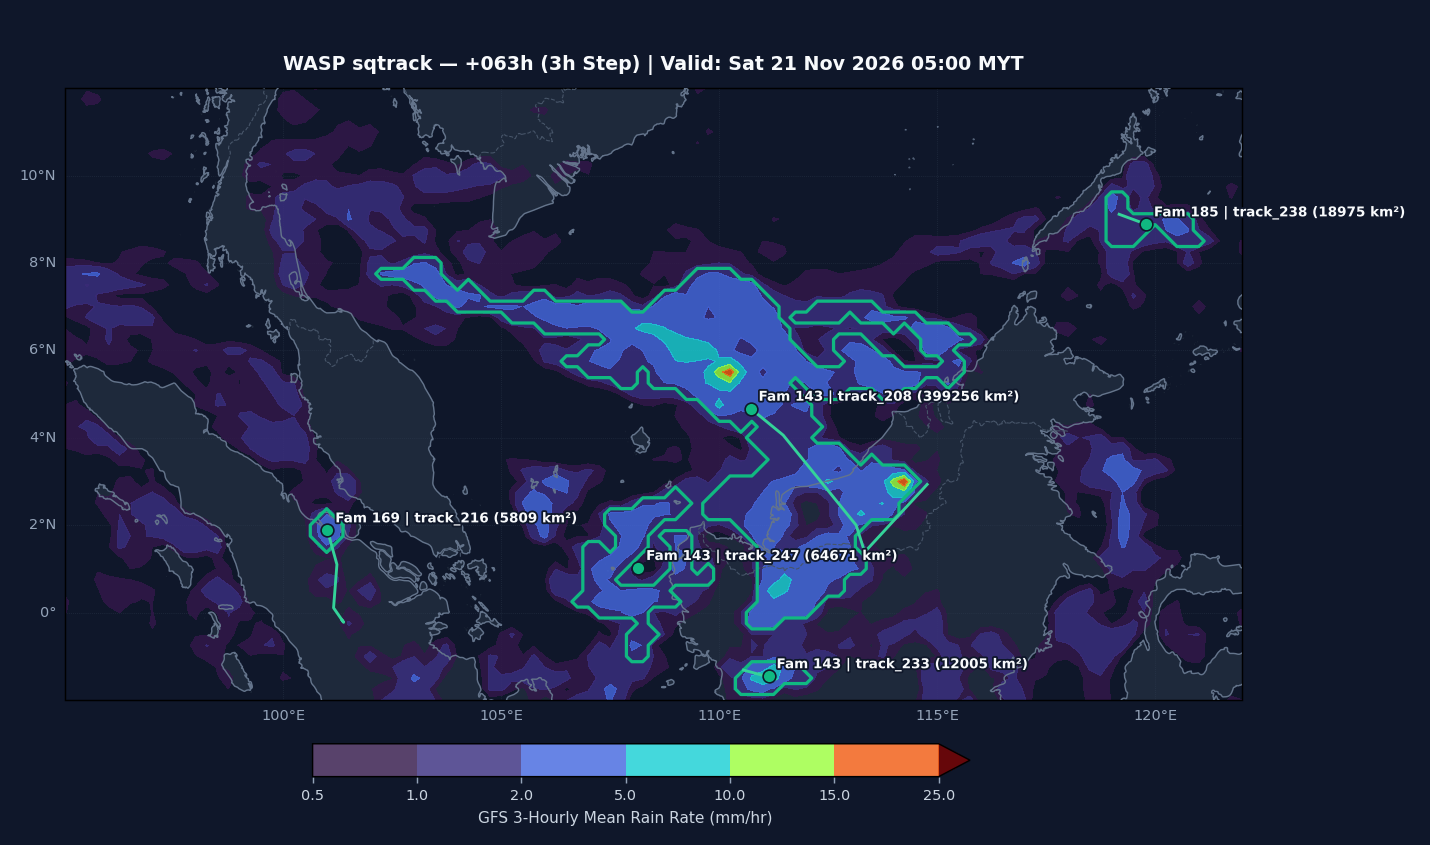 WASP sqtrack — +063h (3h Step) | Valid: Sat 21 Nov 2026 05:00 MYT
10°N
8°N
6°N
4°N
2°N
0°
Fam 185 | track_238 (18975 km²)
Fam 143 | track_208 (399256 km²)
Fam 169 | track_216 (5809 km²)
Fam 143 | track_247 (64671 km²)
Fam 143 | track_233 (12005 km²)
100°E 105°E 110°E 115°E 120°E
0.5 1.0 2.0 5.0 10.0 15.0 25.0
GFS 3-Hourly Mean Rain Rate (mm/hr)